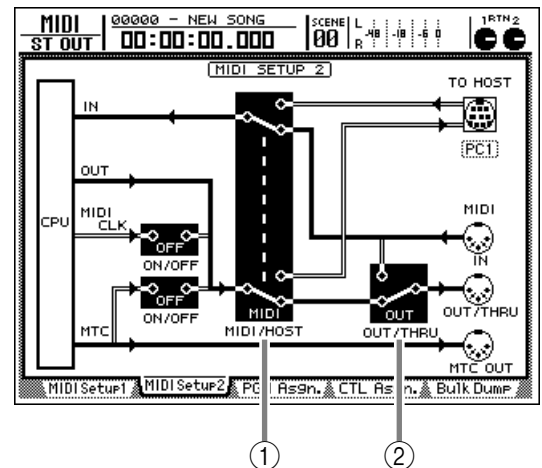 MIDI
ST OUT
00000 - NEW SONG
00:00:00.000
SCENE
00
L
R
-48 -18 -6 0
1 RTN 2
MIDI SETUP 2
TO HOST
IN
PC1
OUT
MIDI
CLK
CPU
OFF
ON/OFF
MIDI
IN
OFF
ON/OFF
MIDI
MIDI/HOST
OUT
OUT/THRU
OUT/THRU
MTC
MTC OUT
MIDI Setup1 MIDI Setup2 PGM Asgn. CTL Asgn. Bulk Dump
1 2